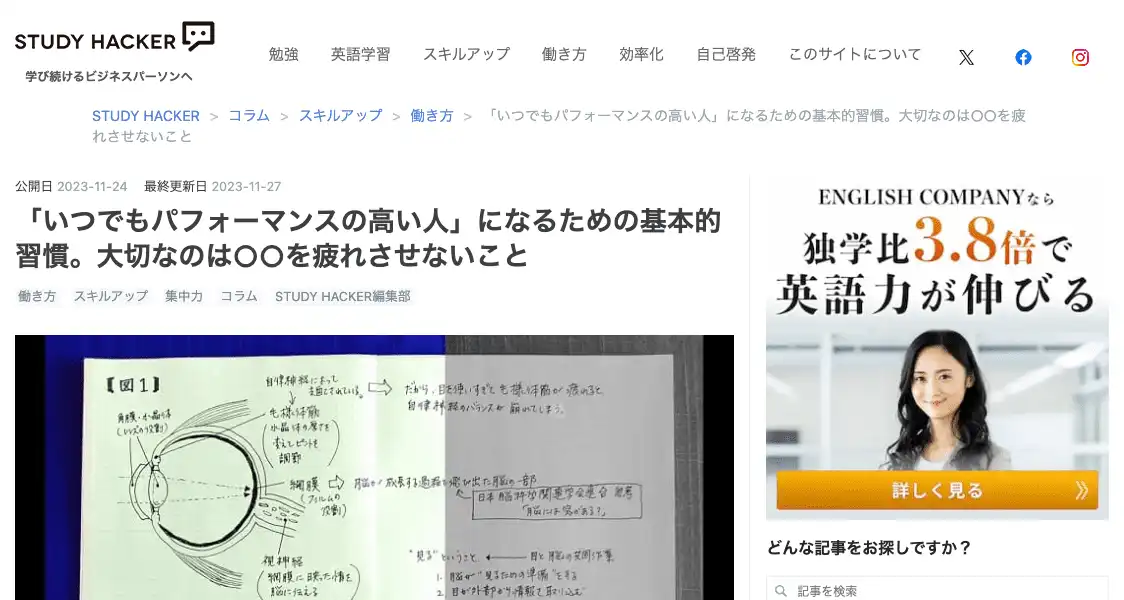 STUDY HACKER
学び続けるビジネスパーソンへ
勉強 英語学習 スキルアップ 働き方 効率化 自己啓発 このサイトについて
STUDY HACKER > コラム > スキルアップ > 働き方 > 「いつでもパフォーマンスの高い人」になるための基本的習慣。大切なのは〇〇を疲
れさせないこと
公開日 2023-11-24 最終更新日 2023-11-27
「いつでもパフォーマンスの高い人」になるための基本的
習慣。大切なのは〇〇を疲れさせないこと
働き方 スキルアップ 集中力 コラム STUDY HACKER編集部
【図1】
自律神経によって
支配されている。
だから、目を使いすぎて毛様体筋が疲れると
自律神経のバランスが崩れてしまう。
毛様体筋
水晶体の厚さを
変えてピントを
調節
角膜・水晶体
(レンズの役割)
網膜
(フィルムの
役割)
脳が成長する過程で飛び出た脳の一部
日本脳科学関連学会連合 参考
「脳には窓がある?」
視神経
網膜に映った情報を
脳に伝える
"見る"ということ
目と脳の共同作業
1. 脳が"見るための準備"をする
2. 目が外部から情報を取り込む
ENGLISH COMPANYなら
独学比3.8倍で
英語力が伸びる
詳しく見る
どんな記事をお探しですか？
記事を検索